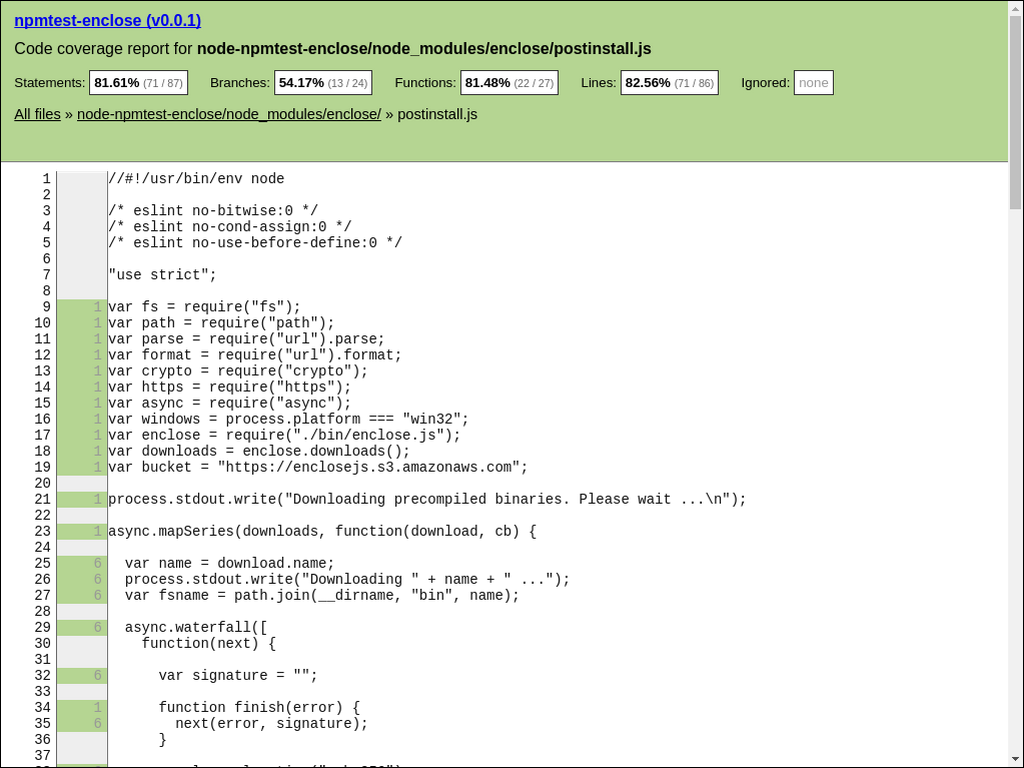 npmtest-enclose (v0.0.1)
Code coverage report for node-npmtest-enclose/node_modules/enclose/postinstall.js
Statements: 81.61% (71 / 87) Branches: 54.17% (13 / 24) Functions: 81.48% (22 / 27) Lines: 82.56% (71 / 86) Ignored: none
All files » node-npmtest-enclose/node_modules/enclose/ » postinstall.js
1 //#!/usr/bin/env node
2
3 /* eslint no-bitwise:0 */
4 /* eslint no-cond-assign:0 */
5 /* eslint no-use-before-define:0 */
6
7 "use strict";
8
9 1 var fs = require("fs");
10 1 var path = require("path");
11 1 var parse = require("url").parse;
12 1 var format = require("url").format;
13 1 var crypto = require("crypto");
14 1 var https = require("https");
15 1 var async = require("async");
16 1 var windows = process.platform === "win32";
17 1 var enclose = require("./bin/enclose.js");
18 1 var downloads = enclose.downloads();
19 1 var bucket = "https://enclosejs.s3.amazonaws.com";
20
21 1 process.stdout.write("Downloading precompiled binaries. Please wait ...\n");
22
23 1 async.mapSeries(downloads, function(download, cb) {
24
25 6 var name = download.name;
26 6 process.stdout.write("Downloading " + name + " ...");
27 6 var fsname = path.join(__dirname, "bin", name);
28
29 6 async.waterfall([
30 function(next) {
31
32 6 var signature = "";
33
34 1 function finish(error) {
35 6 next(error, signature);
36 }
37